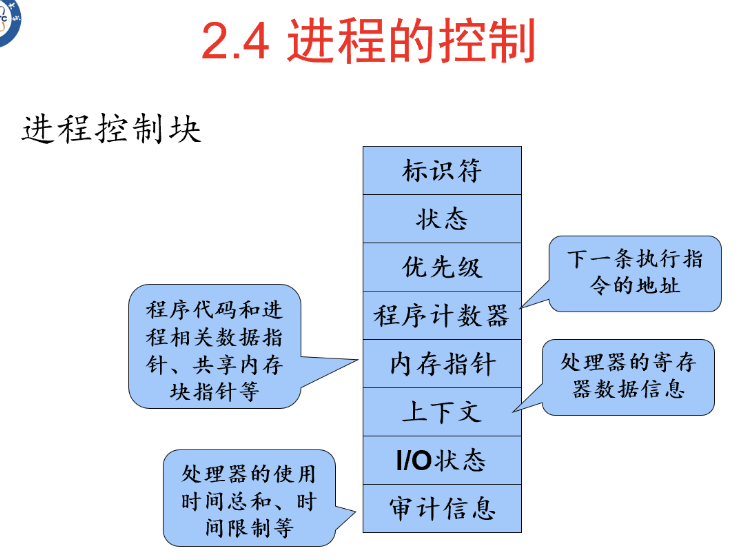 2.4 进程的控制
进程控制块
标识符
状态
优先级
程序计数器
内存指针
上下文
I/O状态
审计信息
下一条执行指
令的地址
程序代码和进
程相关数据指
针、共享内存
块指针等
处理器的寄存
器数据信息
处理器的使用
时间总和、时
间限制等